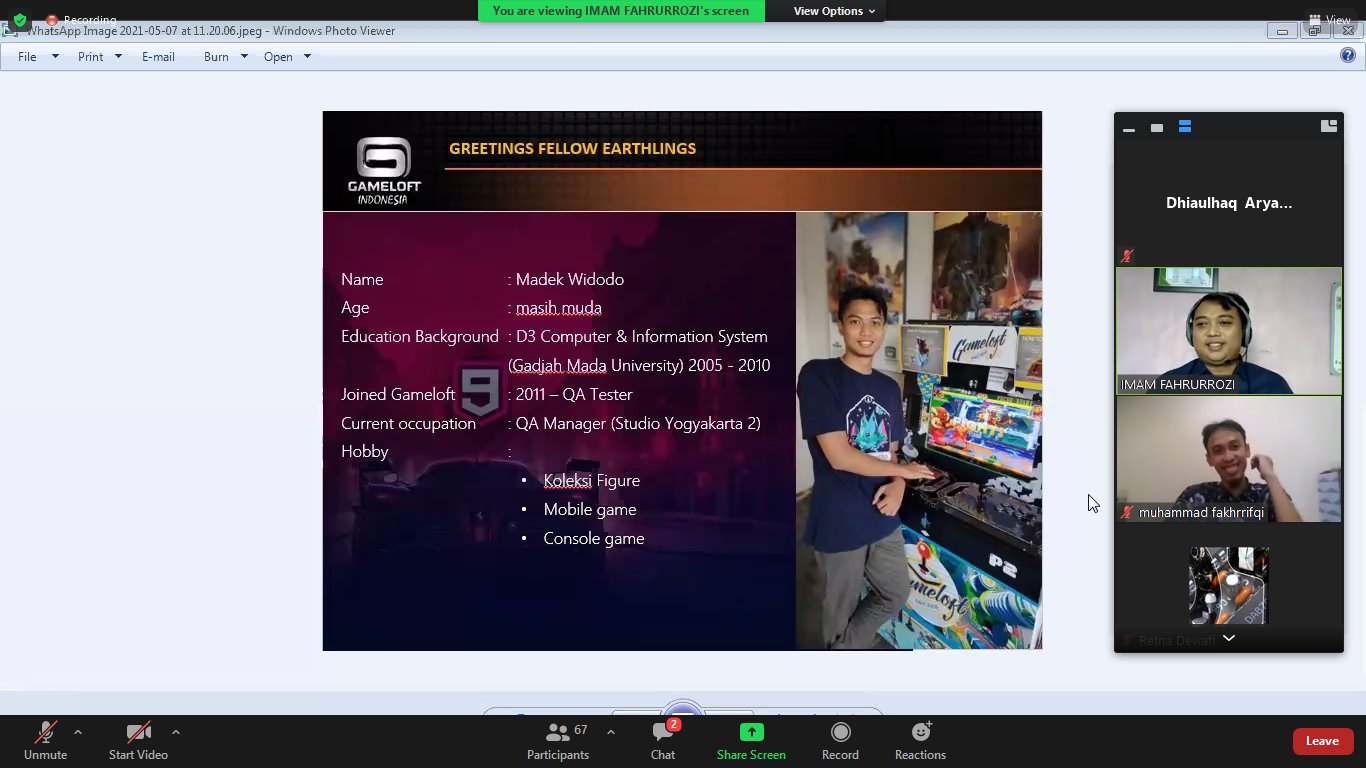 Recording
You are viewing IMAM FAHRURROZI's screen
View Options
View
WhatsApp Image 2021-05-07 at 11.20.06.jpeg - Windows Photo Viewer
File
Print
E-mail
Burn
Open
GAMELOFT
INDONESIA
GREETINGS FELLOW EARTHLINGS
Name : Madek Widodo
Age : masih muda
Education Background : D3 Computer & Information System
(Gadjah Mada University) 2005 - 2010
Joined Gameloft : 2011 – QA Tester
Current occupation : QA Manager (Studio Yogyakarta 2)
Hobby :
• Koleksi Figure
• Mobile game
• Console game
Gameloft
FIGHT
P2
Gameloft
Dhiaulhaq Arya...
IMAM FAHRURROZI
muhammad fakhrrifqi
Retna Dewati
Unmute
Start Video
Participants
67
Chat
2
Share Screen
Record
Reactions
Leave